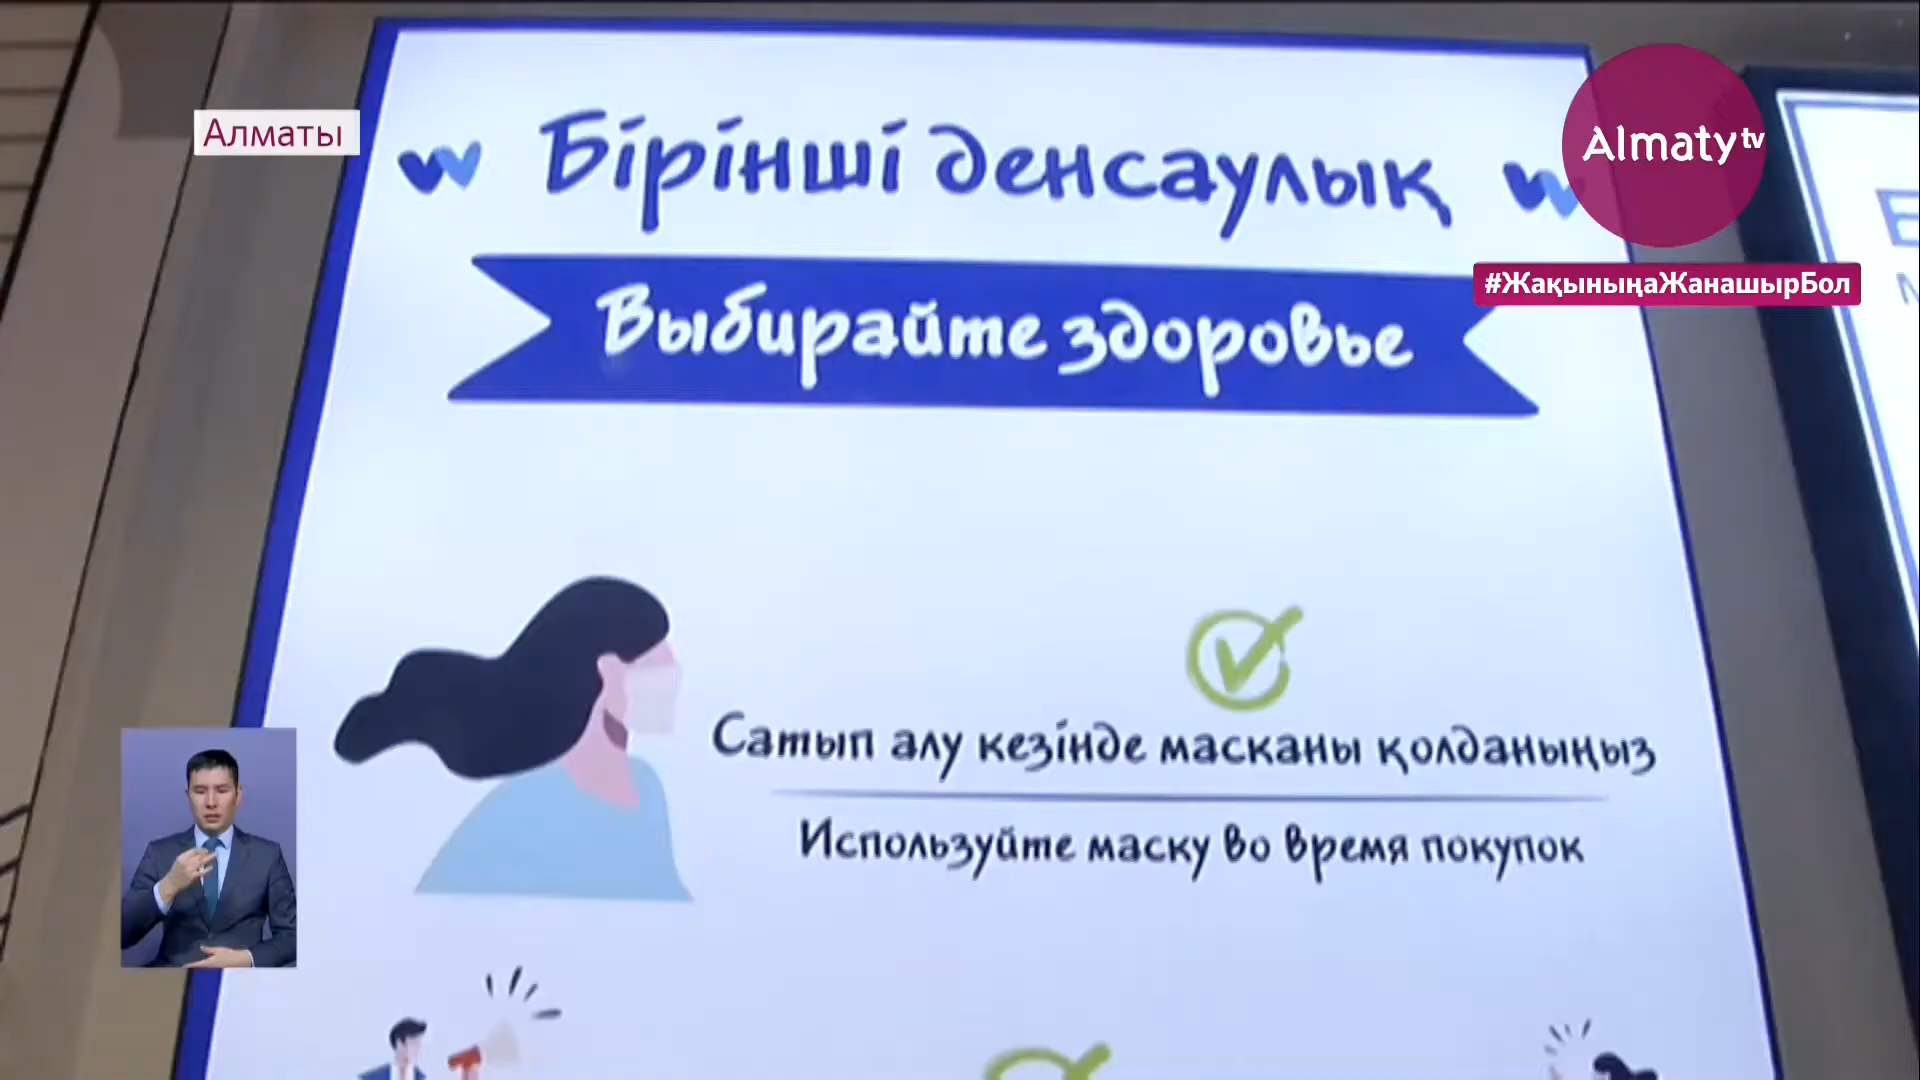 Алматы
Бірінші денсаулық
Almaty tv
#ЖақыныңаЖанашырБол
Выбирайте здоровье
Сатып алу кезінде масканы қолданыңыз
Используйте маску во время покупок